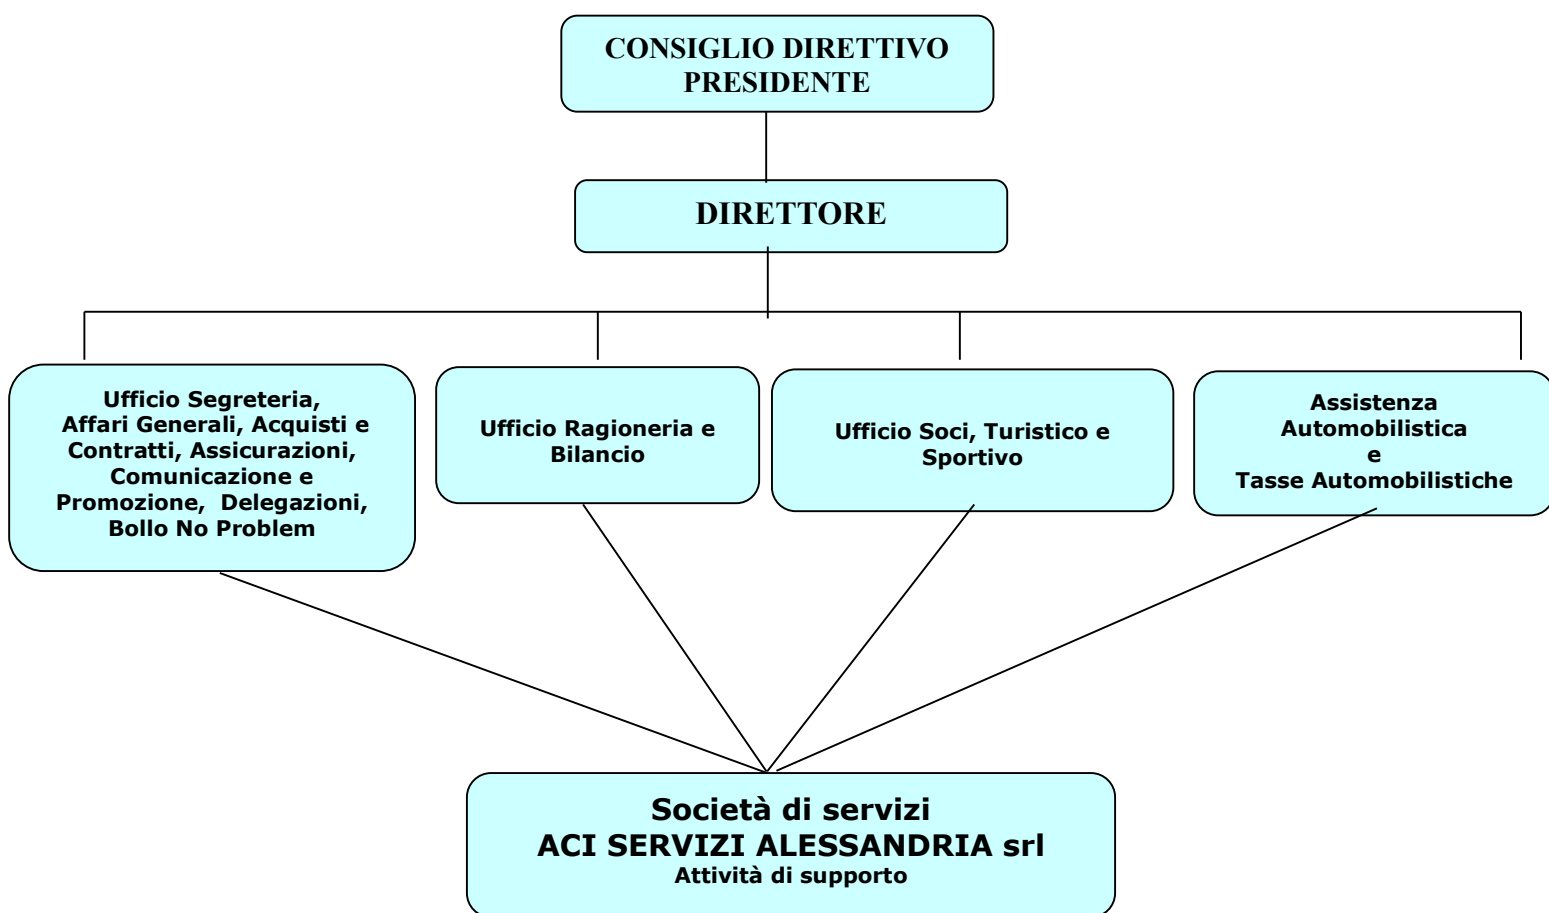 CONSIGLIO DIRETTIVO
PRESIDENTE
DIRETTORE
Ufficio Segreteria,
Affari Generali, Acquisti e
Contratti, Assicurazioni,
Comunicazione e
Promozione, Delegazioni,
Bollo No Problem
Ufficio Ragioneria e
Bilancio
Ufficio Soci, Turistico e
Sportivo
Assistenza
Automobilistica
e
Tasse Automobilistiche
Società di servizi
ACI SERVIZI ALESSANDRIA srl
Attività di supporto